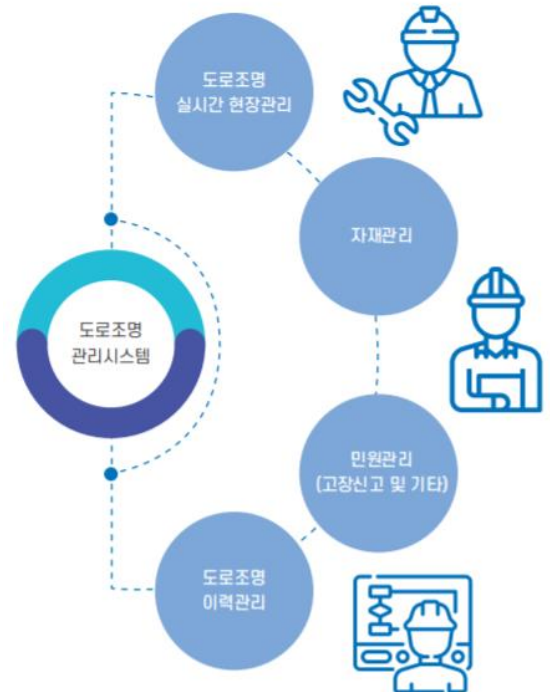 도로조명
실시간 현장관리
자재관리
도로조명
관리시스템
민원관리
(고장신고 및 기타)
도로조명
이력관리